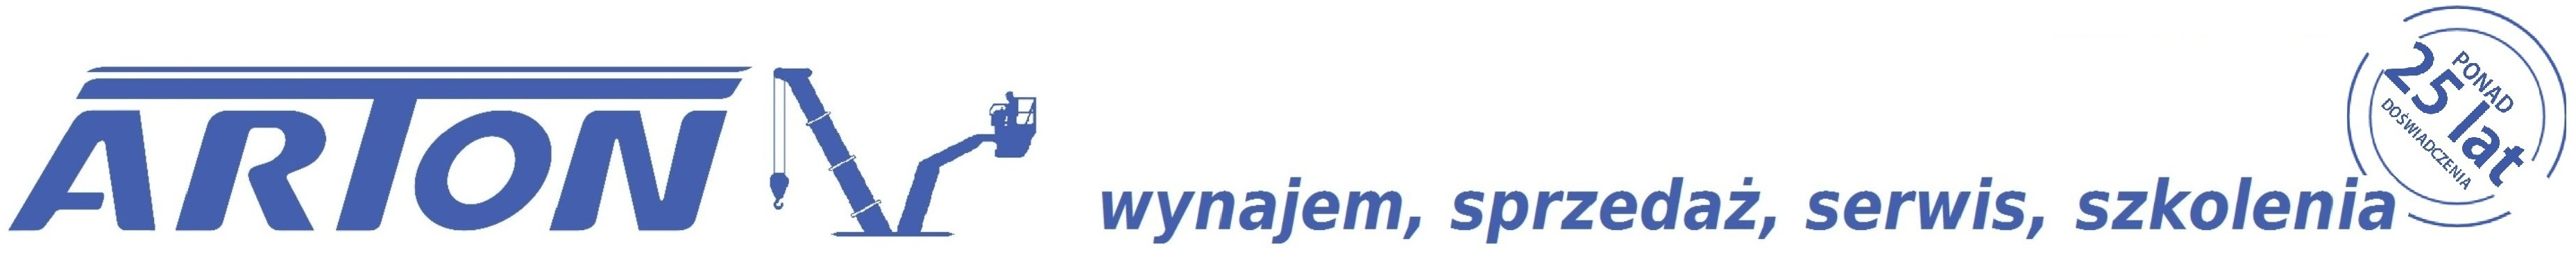 ARTON
wynajem, sprzedaż, serwis, szkolenia
PONAD
25 lat
DOŚWIADCZENIA